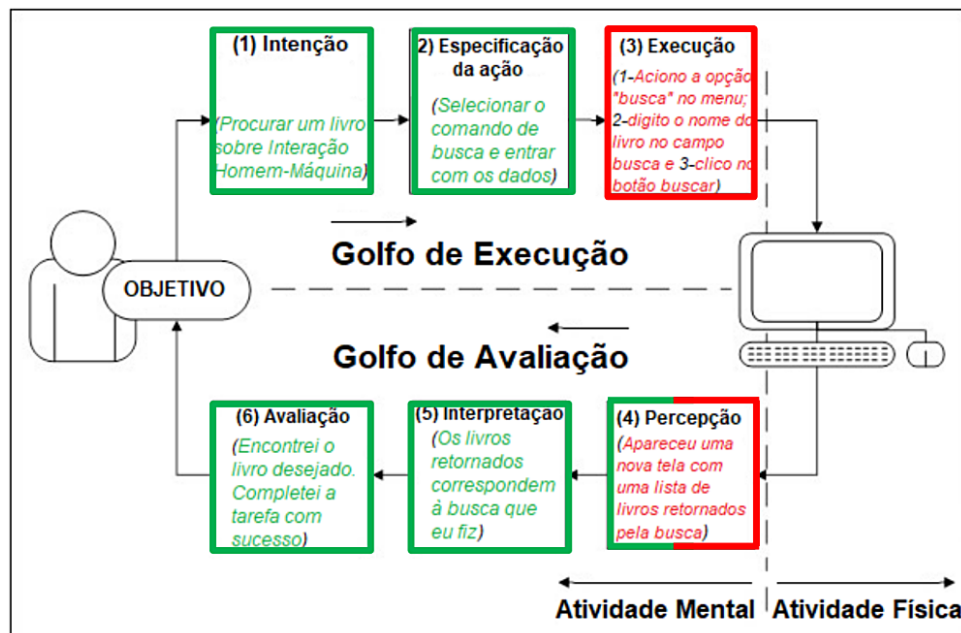 (1) Intenção
(Procurar um livro
sobre Interação
Homem-Máquina)
2) Especificação
da ação
(Selecionar o
comando de
busca e entrar
com os dados)
(3) Execução
(1-Aciono a opção
"busca" no menu;
2-digito o nome do
livro no campo
busca e 3-clico no
botão buscar)
Golfo de Execução
OBJETIVO
Golfo de Avaliação
(6) Avaliação
(Encontrei o
livro desejado.
Completei a
tarefa com
sucesso)
(5) Interpretação
(Os livros
retornados
correspondem
à busca que
eu fiz)
(4) Percepção
(Apareceu uma
nova tela com
uma lista de
livros retornados
pela busca)
Atividade Mental
Atividade Física